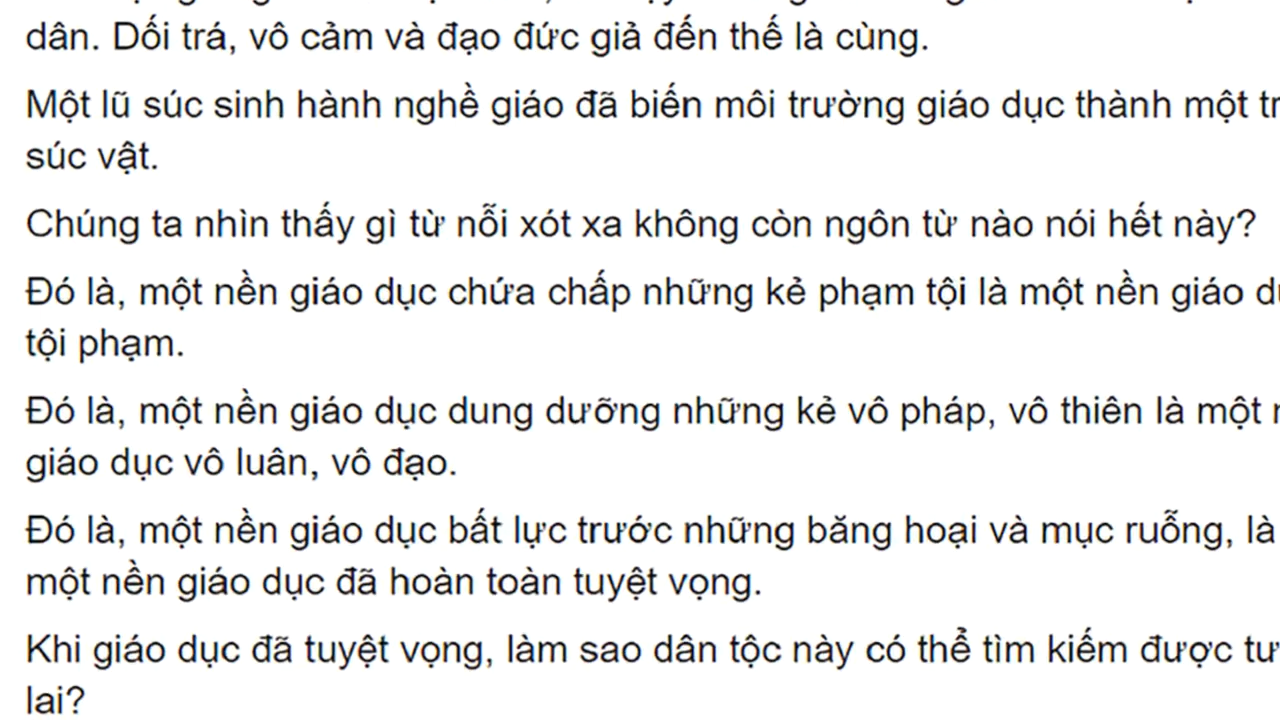 dân. Dối trá, vô cảm và đạo đức giả đến thế là cùng.
Một lũ súc sinh hành nghề giáo đã biến môi trường giáo dục thành một
súc vật.
Chúng ta nhìn thấy gì từ nỗi xót xa không còn ngôn từ nào nói hết này?
Đó là, một nền giáo dục chứa chấp những kẻ phạm tội là một nền giáo
tội phạm.
Đó là, một nền giáo dục dung dưỡng những kẻ vô pháp, vô thiên là một
giáo dục vô luân, vô đạo.
Đó là, một nền giáo dục bất lực trước những băng hoại và mục ruỗng, là
một nền giáo dục đã hoàn toàn tuyệt vọng.
Khi giáo dục đã tuyệt vọng, làm sao dân tộc này có thể tìm kiếm được
lai?